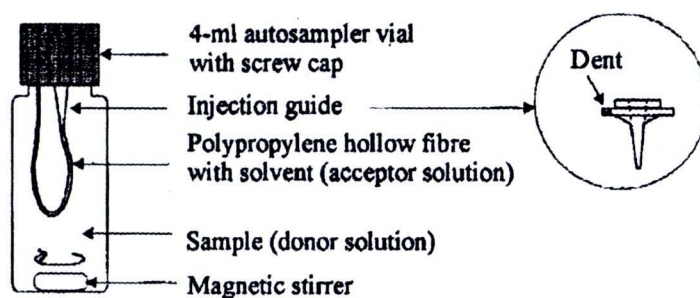 4-ml autosampler vial
with screw cap
Injection guide
Polypropylene hollow fibre
with solvent (acceptor solution)
Sample (donor solution)
Magnetic stirrer
Dent